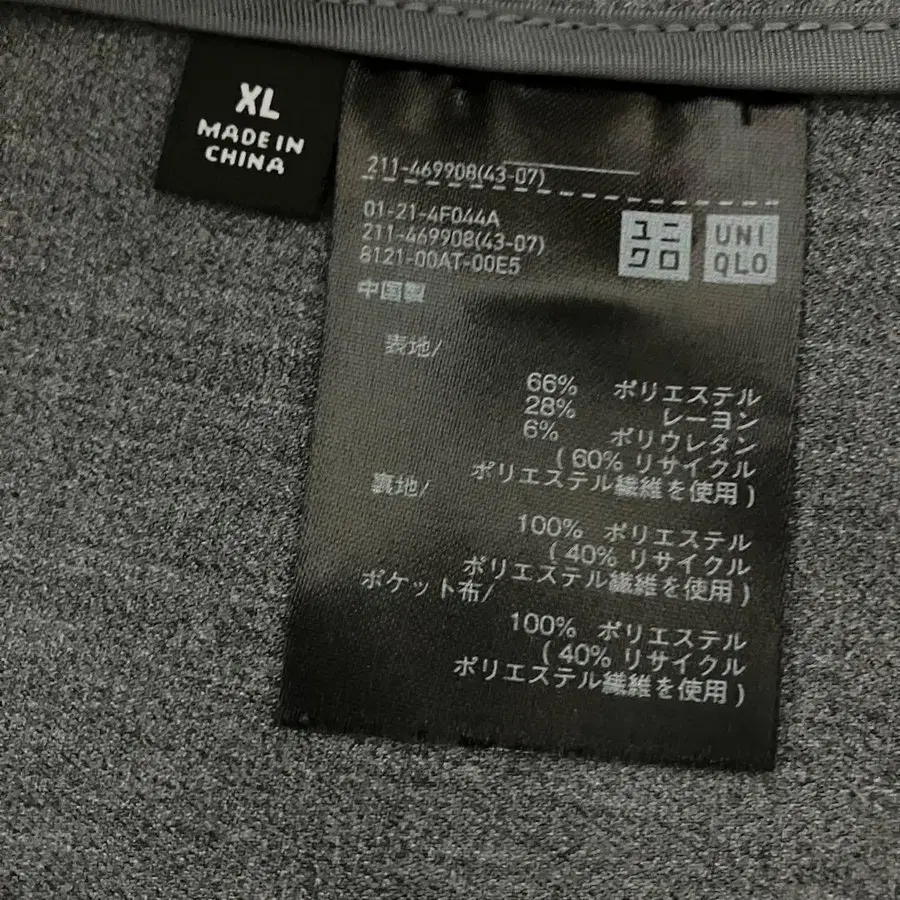 XL
MADE IN
CHINA
211-469908(43-07)
01-21-4F044A
211-469908(43-07)
8121-00AT-00E5
ユニ
クロ
UNI
QLO
中国製
表地/
66% ポリエステル
28% レーヨン
6% ポリウレタン
( 60% リサイクル
ポリエステル繊維を使用 )
裏地/
100% ポリエステル
( 40% リサイクル
ポリエステル繊維を使用 )
ポケット布/
100% ポリエステル
( 40% リサイクル
ポリエステル繊維を使用 )